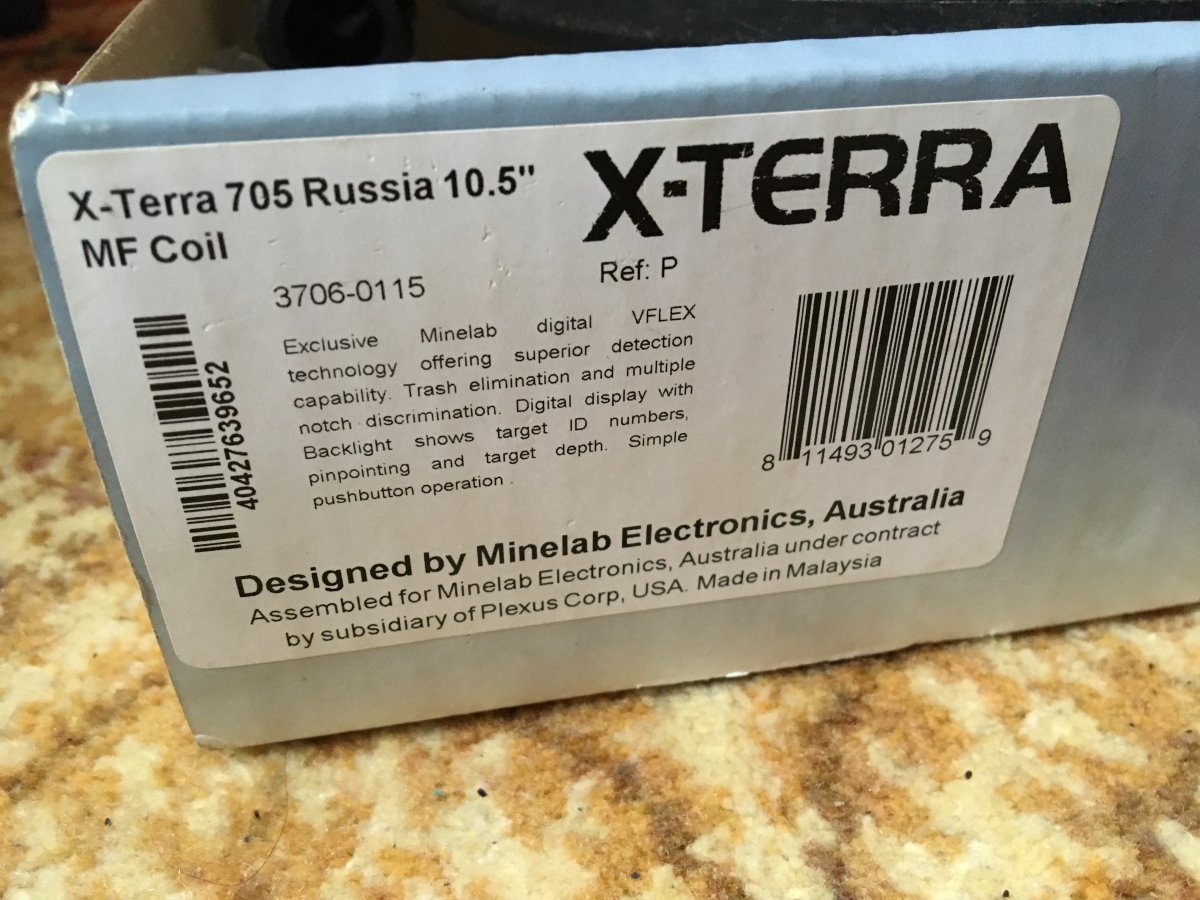 X-Terra 705 Russia 10.5"
MF Coil
X-TERRA
3706-0115
Ref: P
40427639652
Exclusive Minelab digital VFLEX
technology offering superior detection
capability. Trash elimination and multiple
notch discrimination. Digital display with
Backlight shows target ID numbers,
pinpointing and target depth. Simple
pushbutton operation .
8 11493 01275 9
Designed by Minelab Electronics, Australia
Assembled for Minelab Electronics, Australia under contract
by subsidiary of Plexus Corp, USA. Made in Malaysia